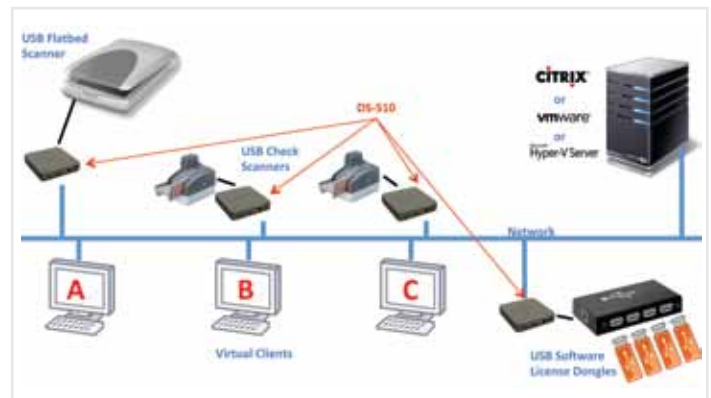 USB Flatbed
Scanner
DS-510
USB Check
Scanners
CITRIX
or
vmware
or
Hyper-V Server
Network
A
B
C
Virtual Clients
USB Software
License Dongles